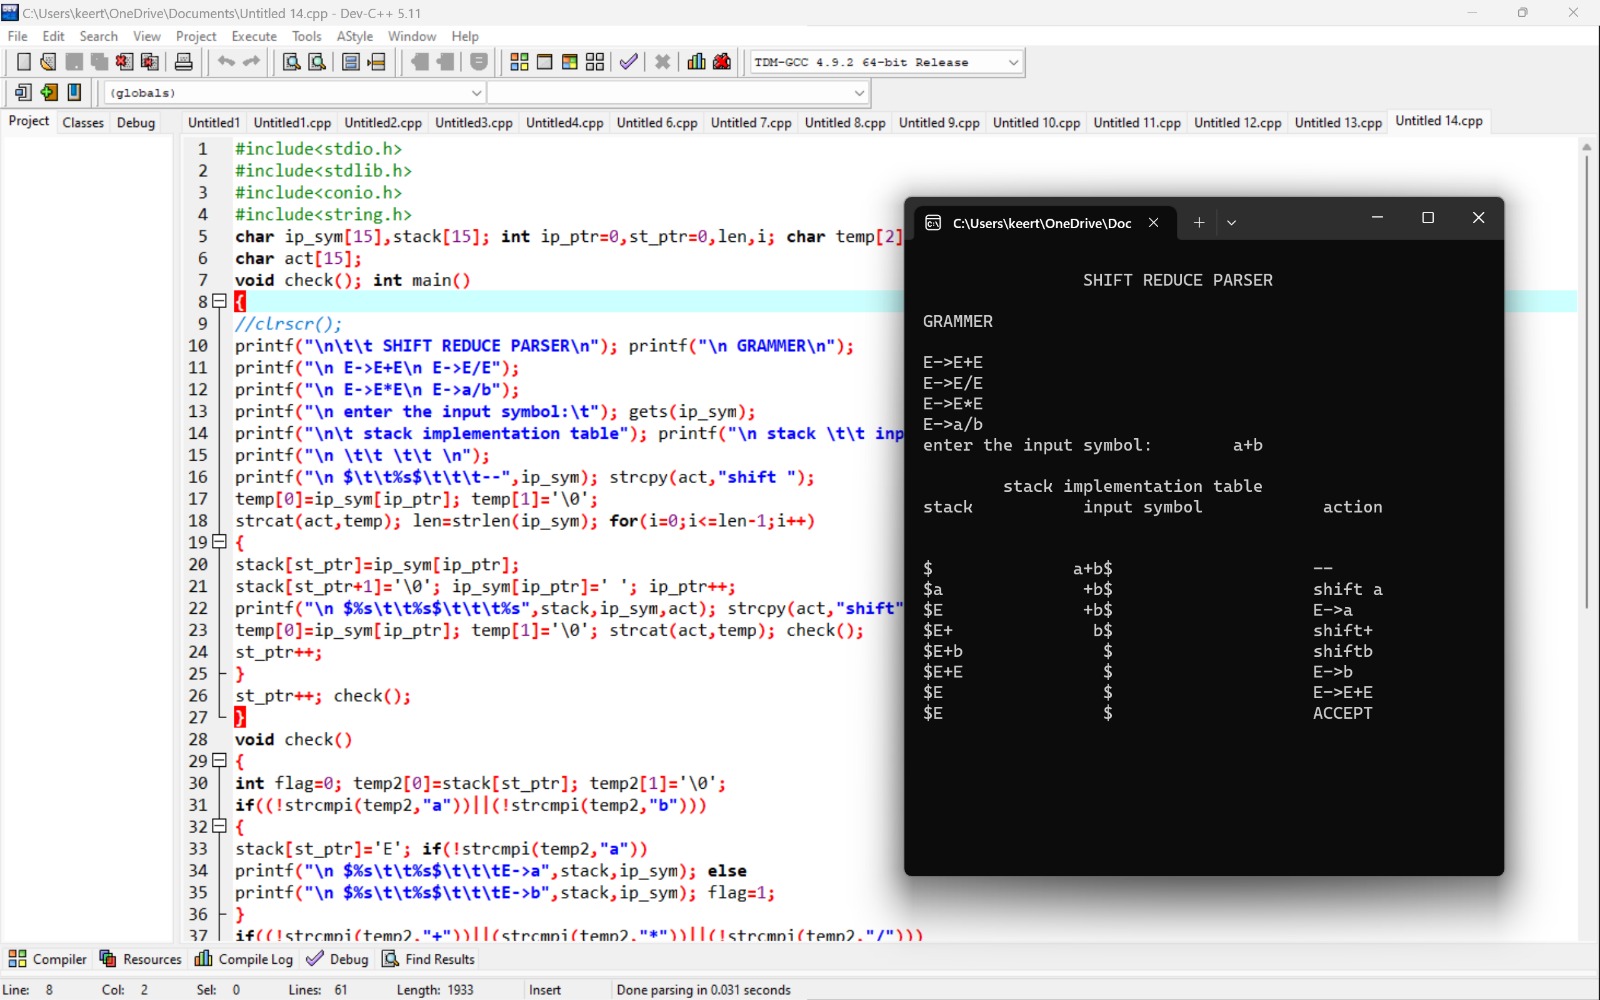 C:\Users\keert\OneDrive\Documents\Untitled 14.cpp - Dev-C++ 5.11
File Edit Search View Project Execute Tools AStyle Window Help
TDM-GCC 4.9.2 64-bit Release
(globals)
Project Classes Debug
Untitled1 Untitled1.cpp Untitled2.cpp Untitled3.cpp Untitled4.cpp Untitled 6.cpp Untitled 7.cpp Untitled 8.cpp Untitled 9.cpp Untitled 10.cpp Untitled 11.cpp Untitled 12.cpp Untitled 13.cpp Untitled 14.cpp
1 #include<stdio.h>
2 #include<stdlib.h>
3 #include<conio.h>
4 #include<string.h>
5 char ip_sym[15],stack[15]; int ip_ptr=0,st_ptr=0,len,i; char temp[2]
6 char act[15];
7 void check(); int main()
8 {
9 //clrscr();
10 printf("\n\t\t SHIFT REDUCE PARSER\n"); printf("\n GRAMMER\n");
11 printf("\n E->E+E\n E->E/E");
12 printf("\n E->E*E\n E->a/b");
13 printf("\n enter the input symbol:\t"); gets(ip_sym);
14 printf("\n\t stack implementation table"); printf("\n stack \t\t inp
15 printf("\n \t\t \t\t \n");
16 printf("\n $\t\t%s$\t\t\t--",ip_sym); strcpy(act,"shift ");
17 temp[0]=ip_sym[ip_ptr]; temp[1]='\0';
18 strcat(act,temp); len=strlen(ip_sym); for(i=0;i<=len-1;i++)
19 {
20 stack[st_ptr]=ip_sym[ip_ptr];
21 stack[st_ptr+1]='\0'; ip_sym[ip_ptr]=' '; ip_ptr++;
22 printf("\n $%s\t\t%s$\t\t\t%s",stack,ip_sym,act); strcpy(act,"shift"
23 temp[0]=ip_sym[ip_ptr]; temp[1]='\0'; strcat(act,temp); check();
24 st_ptr++;
25 }
26 st_ptr++; check();
27 }
28 void check()
29 {
30 int flag=0; temp2[0]=stack[st_ptr]; temp2[1]='\0';
31 if((!strcmpi(temp2,"a"))||(!strcmpi(temp2,"b")))
32 {
33 stack[st_ptr]='E'; if(!strcmpi(temp2,"a"))
34 printf("\n $%s\t\t%s$\t\t\tE->a",stack,ip_sym); else
35 printf("\n $%s\t\t%s$\t\t\tE->b",stack,ip_sym); flag=1;
36 }
37 if((!strcmpi(temp2,"+"))||(strcmpi(temp2,"*"))||(!strcmpi(temp2,"/")))
C:\Users\keert\OneDrive\Doc
SHIFT REDUCE PARSER
GRAMMER
E->E+E
E->E/E
E->E*E
E->a/b
enter the input symbol: a+b
stack implementation table
stack input symbol action
$ a+b$ --
$a +b$ shift a
$E +b$ E->a
$E+ b$ shift+
$E+b $ shiftb
$E+E $ E->b
$E $ E->E+E
$E $ ACCEPT
Compiler Resources Compile Log Debug Find Results
Line: 8 Col: 2 Sel: 0 Lines: 61 Length: 1933 Insert Done parsing in 0.031 seconds